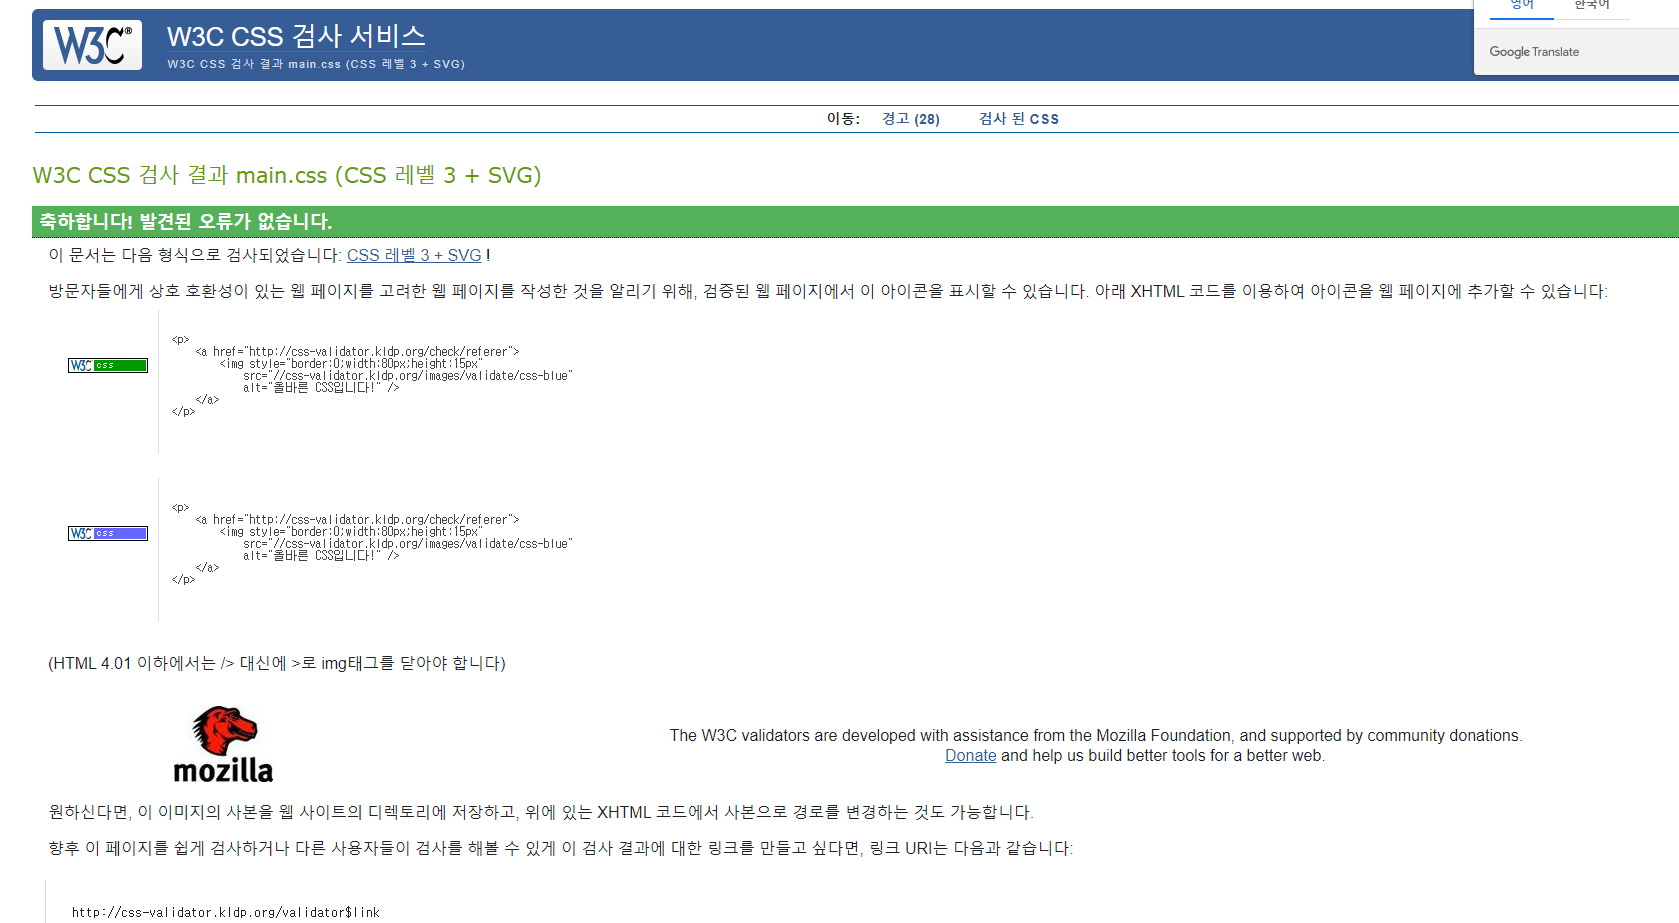 영어 한국어
W3C® W3C CSS 검사 서비스
W3C CSS 검사 결과 main.css (CSS 레벨 3 + SVG)
Google Translate
이동: 경고 (28) 검사 된 CSS
W3C CSS 검사 결과 main.css (CSS 레벨 3 + SVG)
축하합니다! 발견된 오류가 없습니다.
이 문서는 다음 형식으로 검사되었습니다: CSS 레벨 3 + SVG !
방문자들에게 상호 호환성이 있는 웹 페이지를 고려한 웹 페이지를 작성한 것을 알리기 위해, 검증된 웹 페이지에서 이 아이콘을 표시할 수 있습니다. 아래 XHTML 코드를 이용하여 아이콘을 웹 페이지에 추가할 수 있습니다:
W3C css
<p>
<a href="http://css-validator.kldp.org/check/referer">
<img style="border:0;width:80px;height:15px"
src="//css-validator.kldp.org/images/validate/css-blue"
alt="올바른 CSS입니다!" />
</a>
</p>
W3C css
<p>
<a href="http://css-validator.kldp.org/check/referer">
<img style="border:0;width:80px;height:15px"
src="//css-validator.kldp.org/images/validate/css-blue"
alt="올바른 CSS입니다!" />
</a>
</p>
(HTML 4.01 이하에서는 /> 대신에 >로 img태그를 닫아야 합니다)
mozilla
The W3C validators are developed with assistance from the Mozilla Foundation, and supported by community donations.
Donate and help us build better tools for a better web.
원하신다면, 이 이미지의 사본을 웹 사이트의 디렉토리에 저장하고, 위에 있는 XHTML 코드에서 사본으로 경로를 변경하는 것도 가능합니다.
향후 이 페이지를 쉽게 검사하거나 다른 사용자들이 검사를 해볼 수 있게 이 검사 결과에 대한 링크를 만들고 싶다면, 링크 URI는 다음과 같습니다:
http://css-validator.kldp.org/validator$link